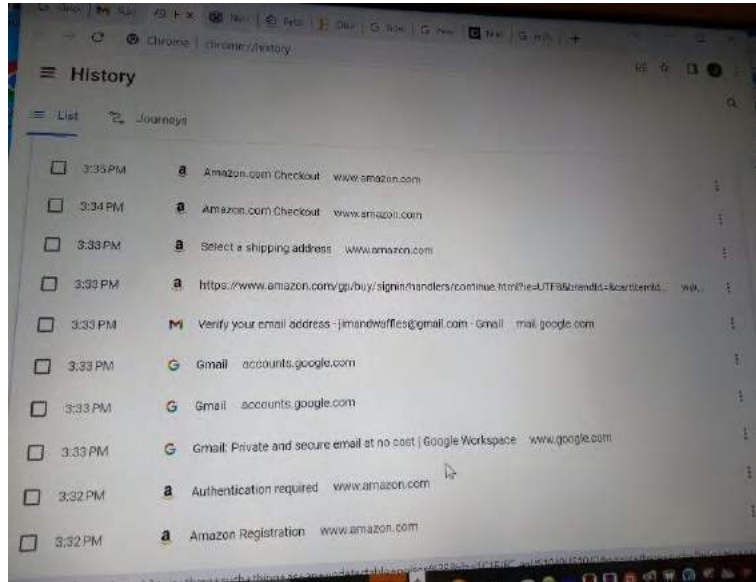 Chrome | chrome://history
History
List Journeys
3:35 PM Amazon.com Checkout www.amazon.com
3:34 PM Amazon.com Checkout www.amazon.com
3:33 PM Select a shipping address www.amazon.com
3:33 PM https://www.amazon.com/gp/buy/signin/handlers/continue.html?ie=UTF8&brandId=&cartItemId... ww...
3:33 PM Verify your email address - jimandwaffles@gmail.com - Gmail mail.google.com
3:33 PM Gmail accounts.google.com
3:33 PM Gmail accounts.google.com
3:33 PM Gmail: Private and secure email at no cost | Google Workspace www.google.com
3:32 PM Authentication required www.amazon.com
3:32 PM Amazon Registration www.amazon.com